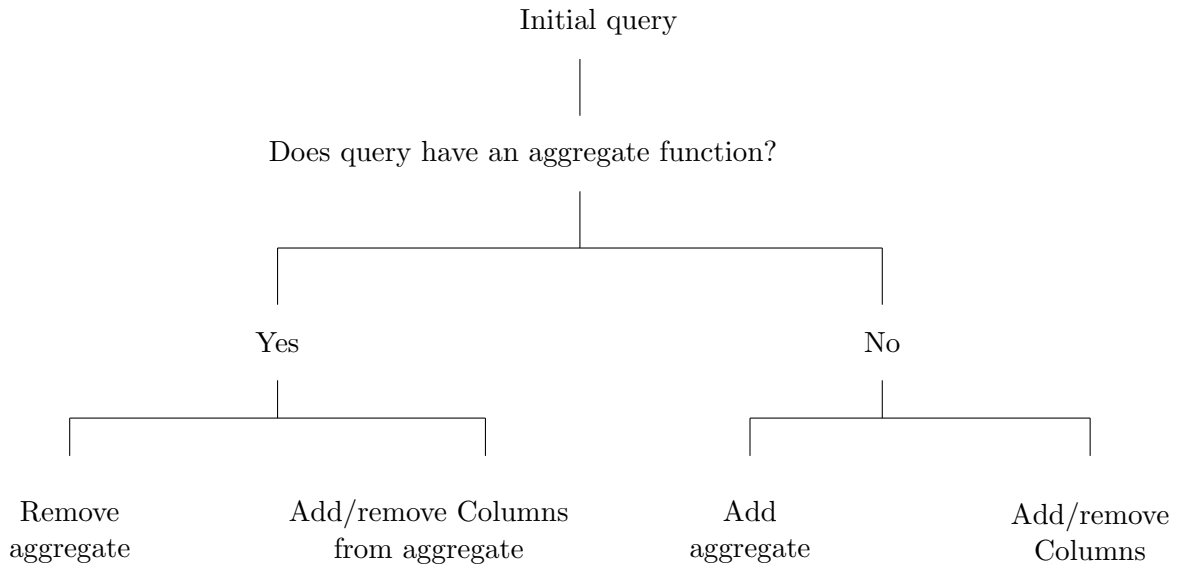 Initial query
Does query have an aggregate function?
Yes
No
Remove
aggregate
Add/remove Columns
from aggregate
Add
aggregate
Add/remove
Columns